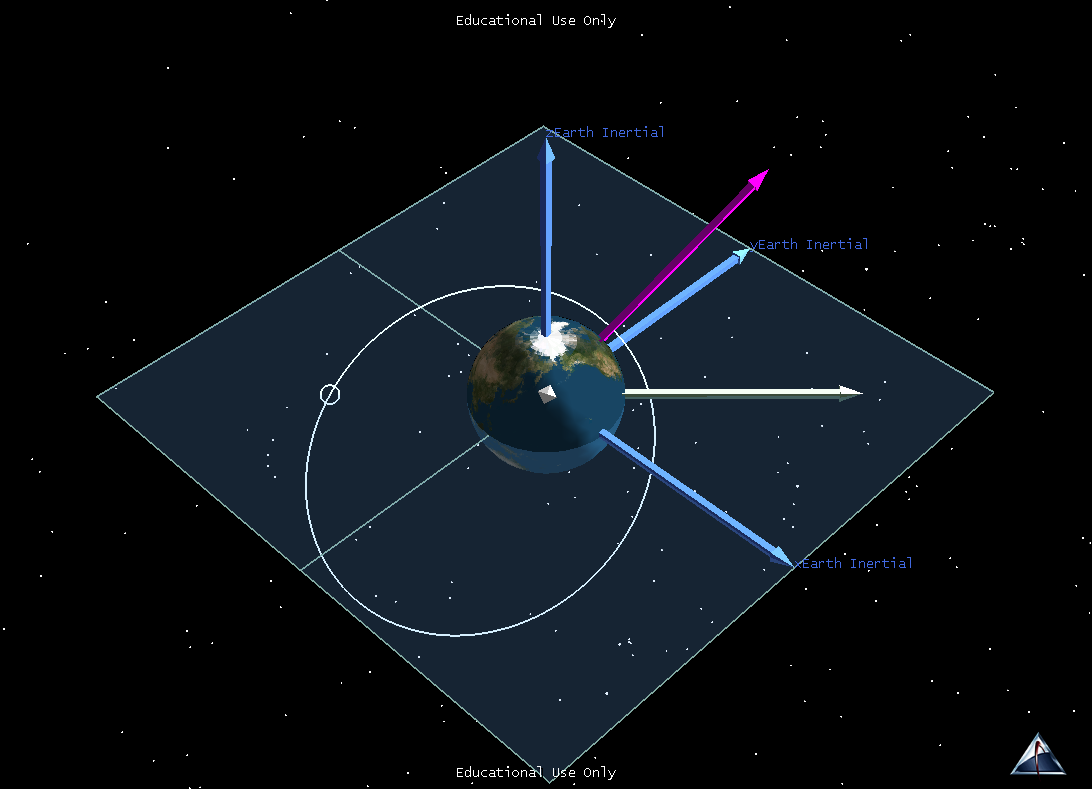 Educational Use Only
zEarth Inertial
yEarth Inertial
xEarth Inertial
Educational Use Only